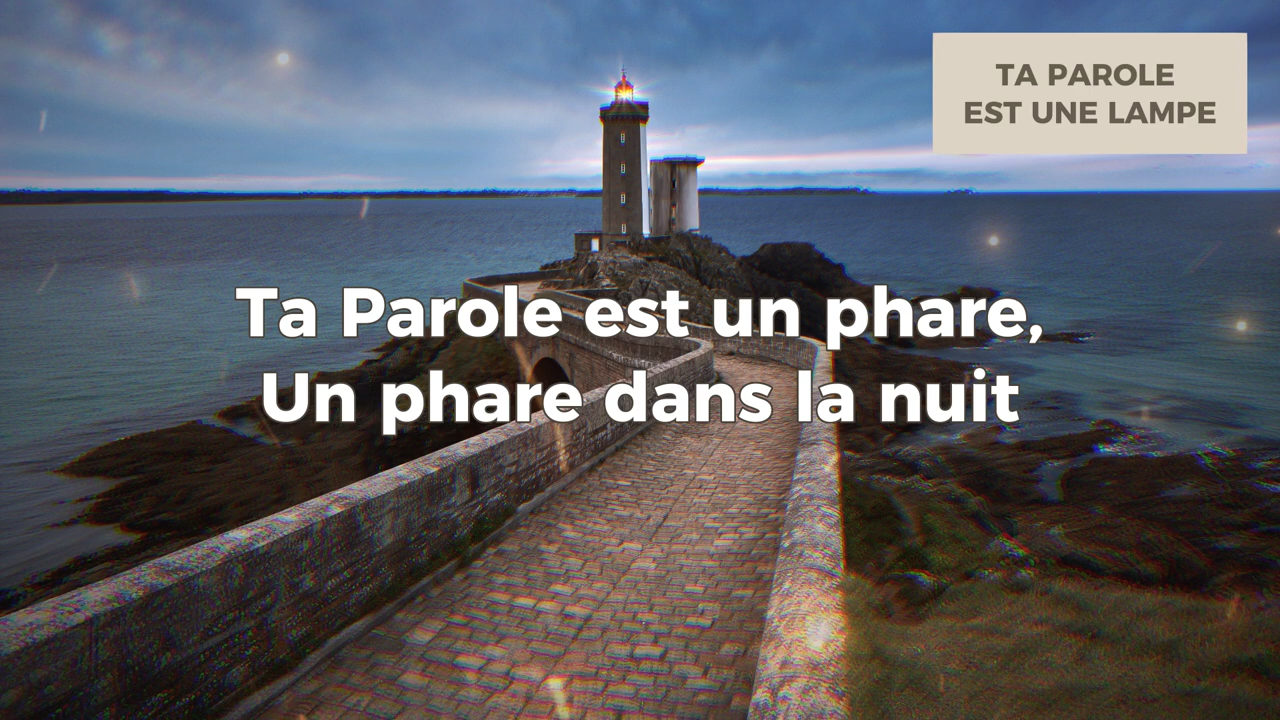 TA PAROLE
EST UNE LAMPE
Ta Parole est un phare,
Un phare dans la nuit